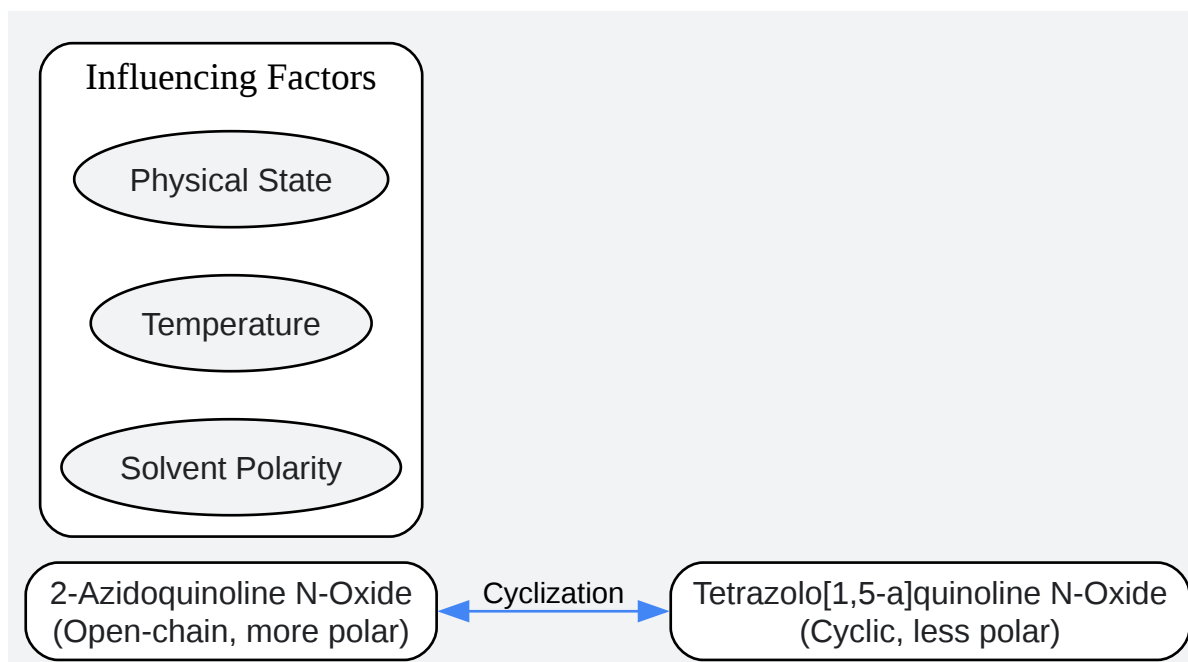 Influencing Factors
Physical State
Temperature
Solvent Polarity
2-Azidoquinoline N-Oxide
(Open-chain, more polar)
Cyclization
Tetrazolo[1,5-a]quinoline N-Oxide
(Cyclic, less polar)